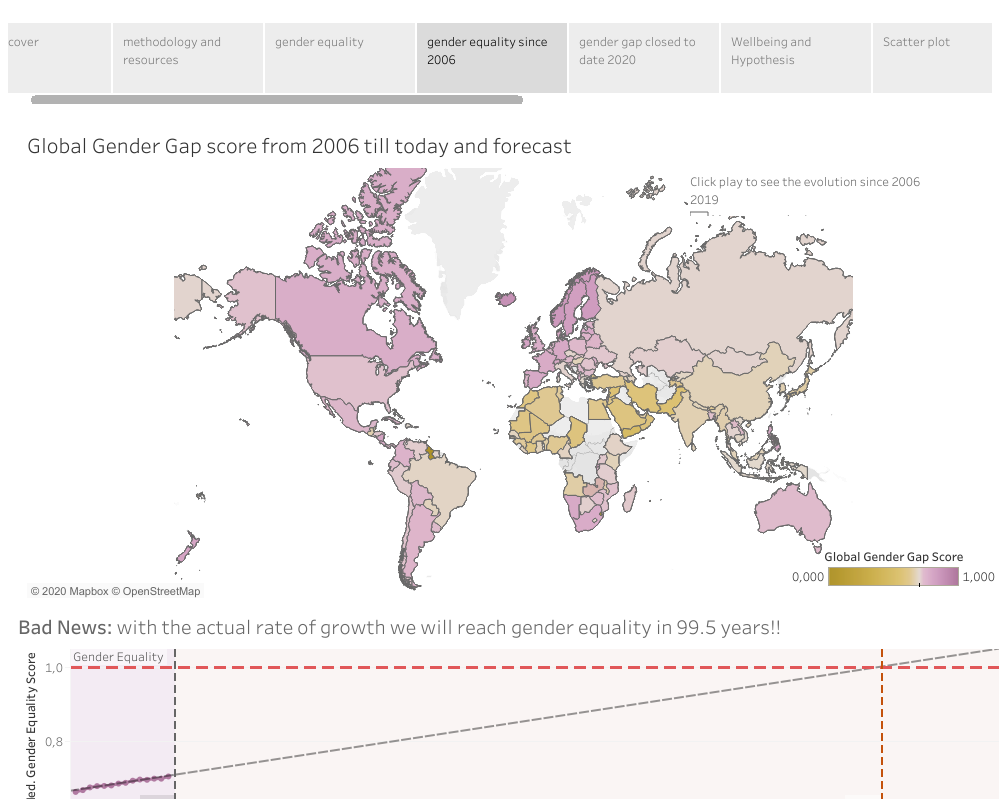 cover
methodology and
resources
gender equality
gender equality since
2006
gender gap closed to
date 2020
Wellbeing and
Hypothesis
Scatter plot
Global Gender Gap score from 2006 till today and forecast
Click play to see the evolution since 2006
2019
Global Gender Gap Score
0,000
1,000
© 2020 Mapbox © OpenStreetMap
Bad News: with the actual rate of growth we will reach gender equality in 99.5 years!!
Gender Equality
1,0
0,8
led. Gender Equality Score